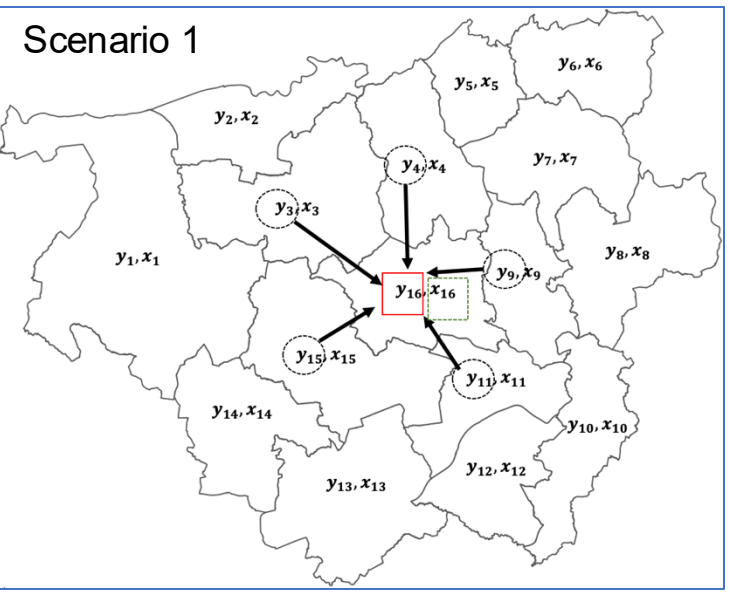 Scenario 1
y₅, x₅
y₆, x₆
y₂, x₂
y₄, x₄
y₇, x₇
y₃, x₃
y₁, x₁
y₈, x₈
y₉, x₉
y₁₆, x₁₆
y₁₅, x₁₅
y₁₁, x₁₁
y₁₄, x₁₄
y₁₀, x₁₀
y₁₂, x₁₂
y₁₃, x₁₃